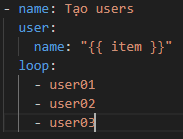 - name: Tạo users
  user:
    name: "{{ item }}"
  loop:
    - user01
    - user02
    - user03